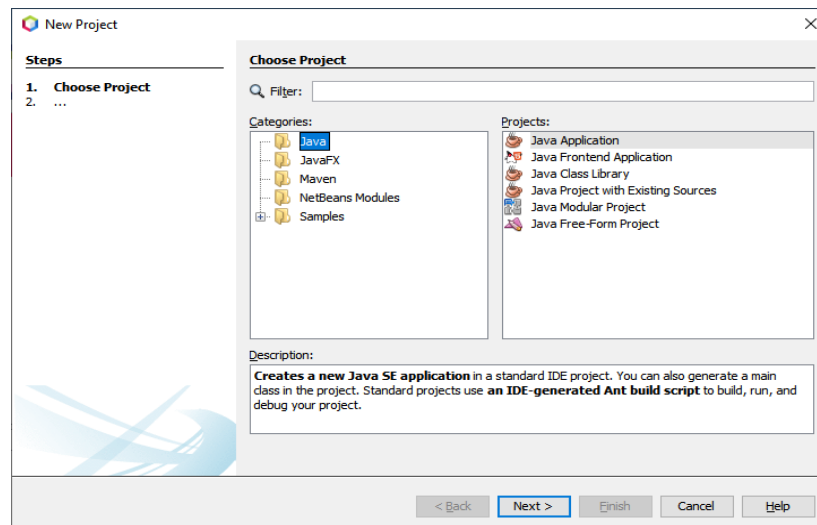 New Project
Steps
1. Choose Project
2. ...
Choose Project
Filter:
Categories:
Java
JavaFX
Maven
NetBeans Modules
Samples
Projects:
Java Application
Java Frontend Application
Java Class Library
Java Project with Existing Sources
Java Modular Project
Java Free-Form Project
Description:
Creates a new Java SE application in a standard IDE project. You can also generate a main
class in the project. Standard projects use an IDE-generated Ant build script to build, run, and
debug your project.
< Back
Next >
Finish
Cancel
Help